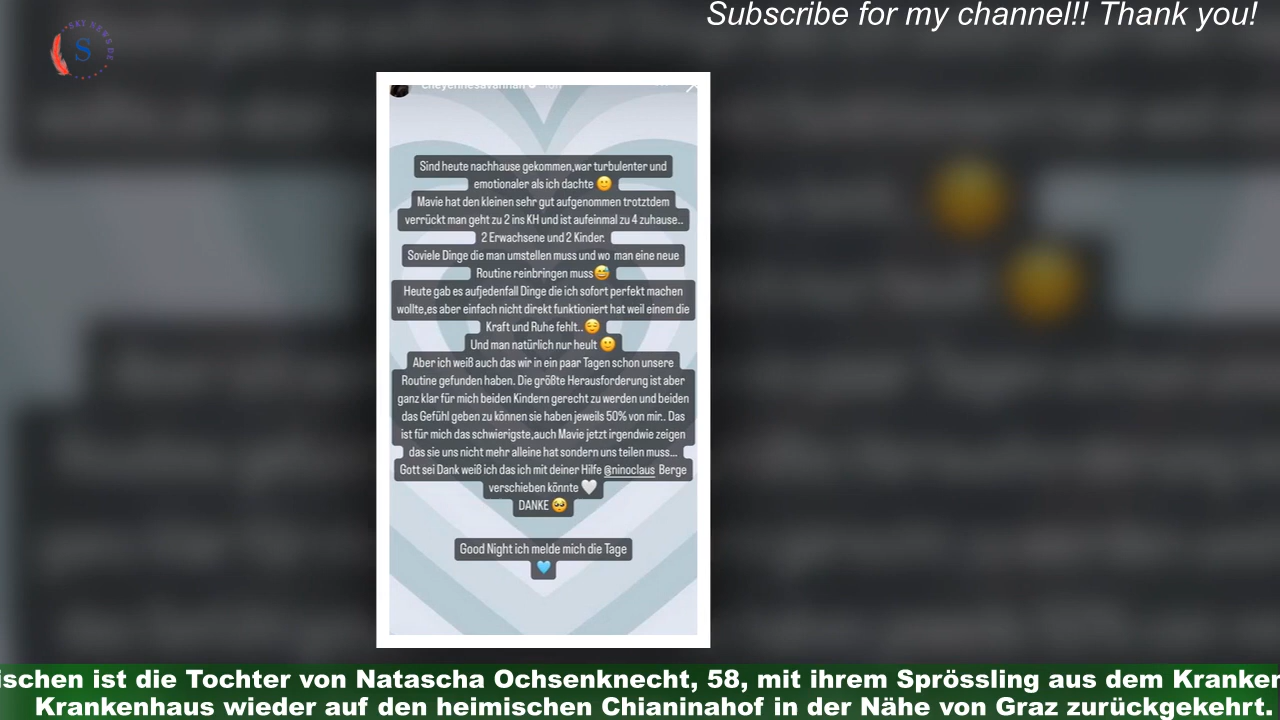 Subscribe for my channel!! Thank you!
SKY NEWS DE
S
cheyennesavannah
Sind heute nachhause gekommen,war turbulenter und
emotionaler als ich dachte 🙂
Mavie hat den kleinen sehr gut aufgenommen trotztdem
verrückt man geht zu 2 ins KH und ist aufeinmal zu 4 zuhause..
2 Erwachsene und 2 Kinder.
Soviele Dinge die man umstellen muss und wo man eine neue
Routine reinbringen muss😅
Heute gab es aufjedenfall Dinge die ich sofort perfekt machen
wollte,es aber einfach nicht direkt funktioniert hat weil einem die
Kraft und Ruhe fehlt..😌
Und man natürlich nur heult 🙂
Aber ich weiß auch das wir in ein paar Tagen schon unsere
Routine gefunden haben. Die größte Herausforderung ist aber
ganz klar für mich beiden Kindern gerecht zu werden und beiden
das Gefühl geben zu können sie haben jeweils 50% von mir.. Das
ist für mich das schwierigste,auch Mavie jetzt irgendwie zeigen
das sie uns nicht mehr alleine hat sondern uns teilen muss...
Gott sei Dank weiß ich das ich mit deiner Hilfe @ninoclaus Berge
verschieben könnte 🤍
DANKE 🥺
Good Night ich melde mich die Tage
🩵
ischen ist die Tochter von Natascha Ochsenknecht, 58, mit ihrem Sprössling aus dem Kranken
Krankenhaus wieder auf den heimischen Chianinahof in der Nähe von Graz zurückgekehrt.